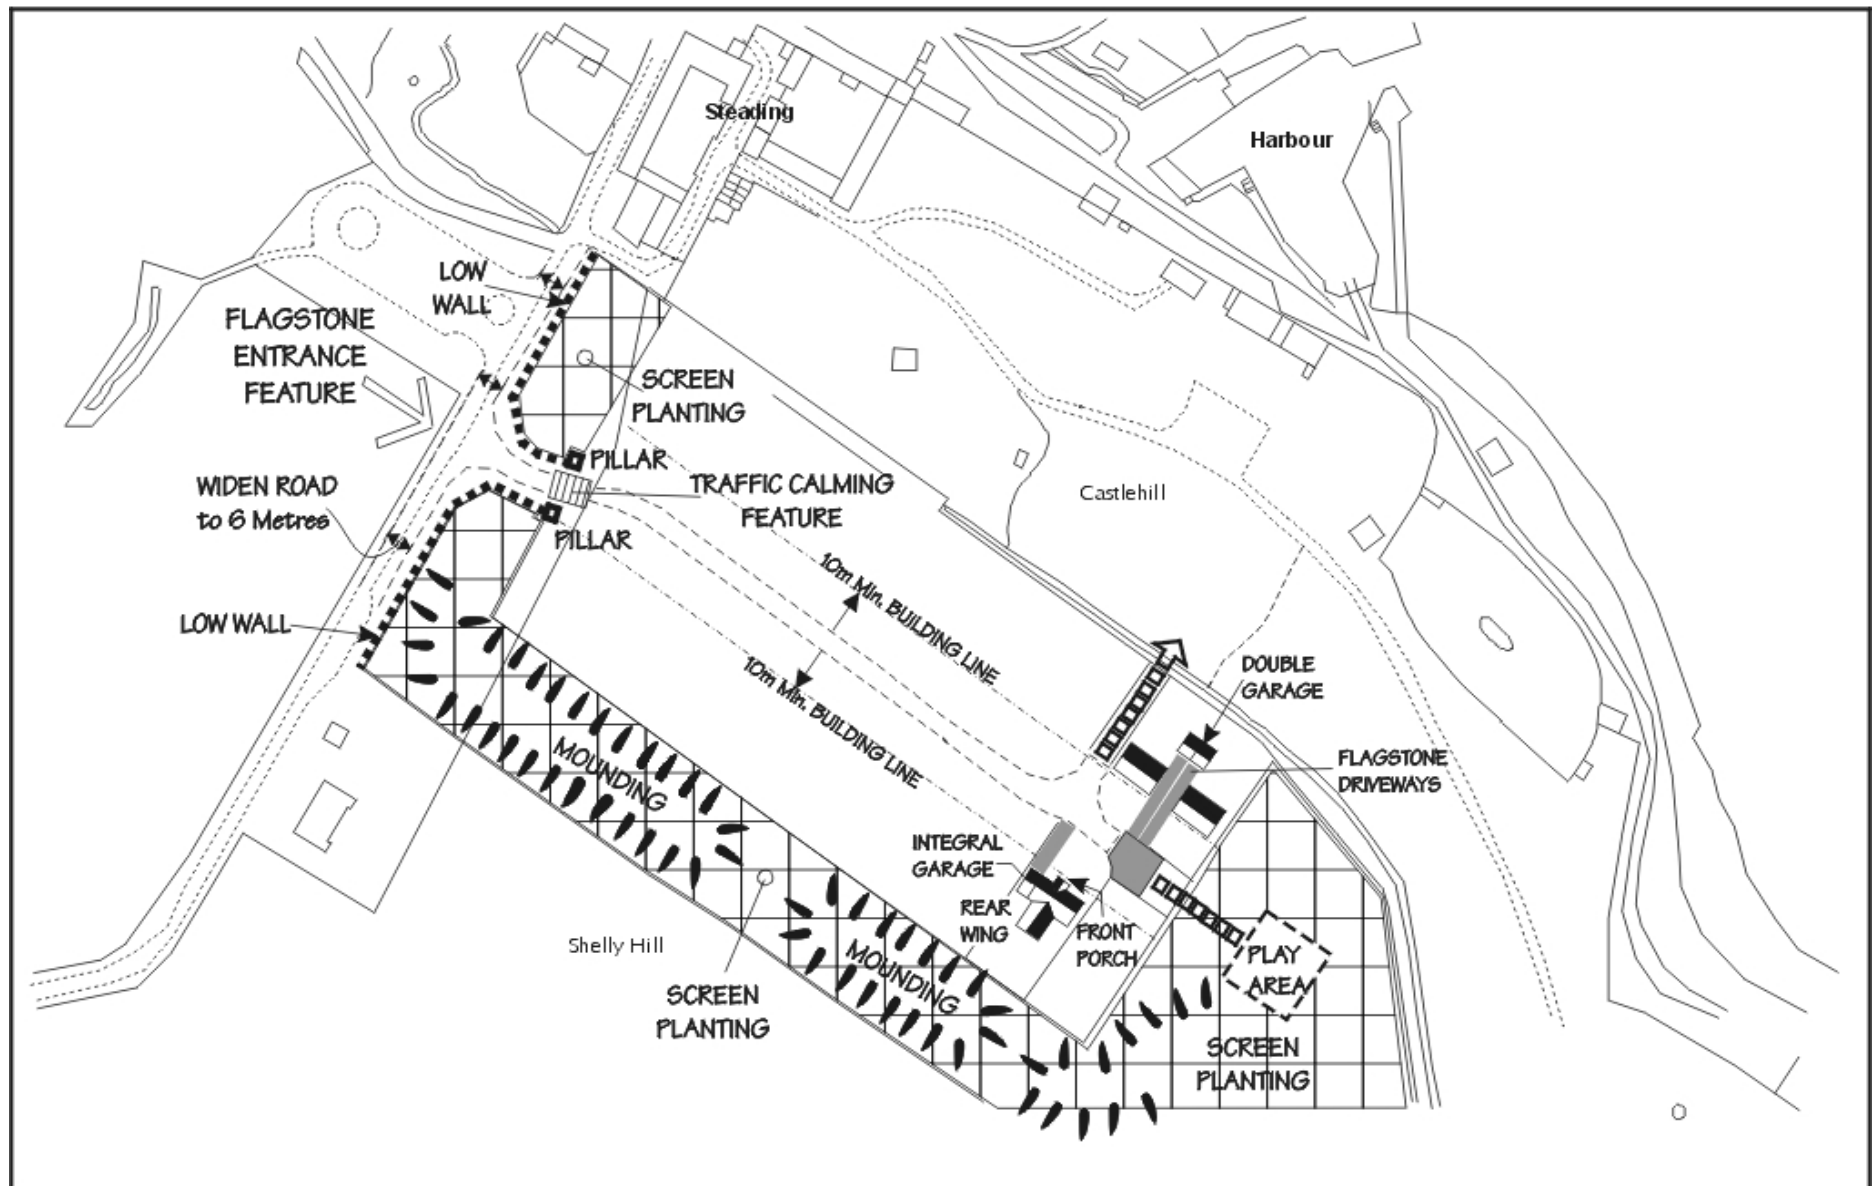 Steading
Harbour
LOW
WALL
FLAGSTONE
ENTRANCE
FEATURE
SCREEN
PLANTING
PILLAR
WIDEN ROAD
to 6 Metres
TRAFFIC CALMING
FEATURE
PILLAR
Castlehill
10m Min. BUILDING LINE
LOW WALL
10m Min. BUILDING LINE
DOUBLE
GARAGE
MOUNDING
FLAGSTONE
DRIVEWAYS
INTEGRAL
GARAGE
REAR
WING
FRONT
PORCH
Shelly Hill
MOUNDING
PLAY
AREA
SCREEN
PLANTING
SCREEN
PLANTING